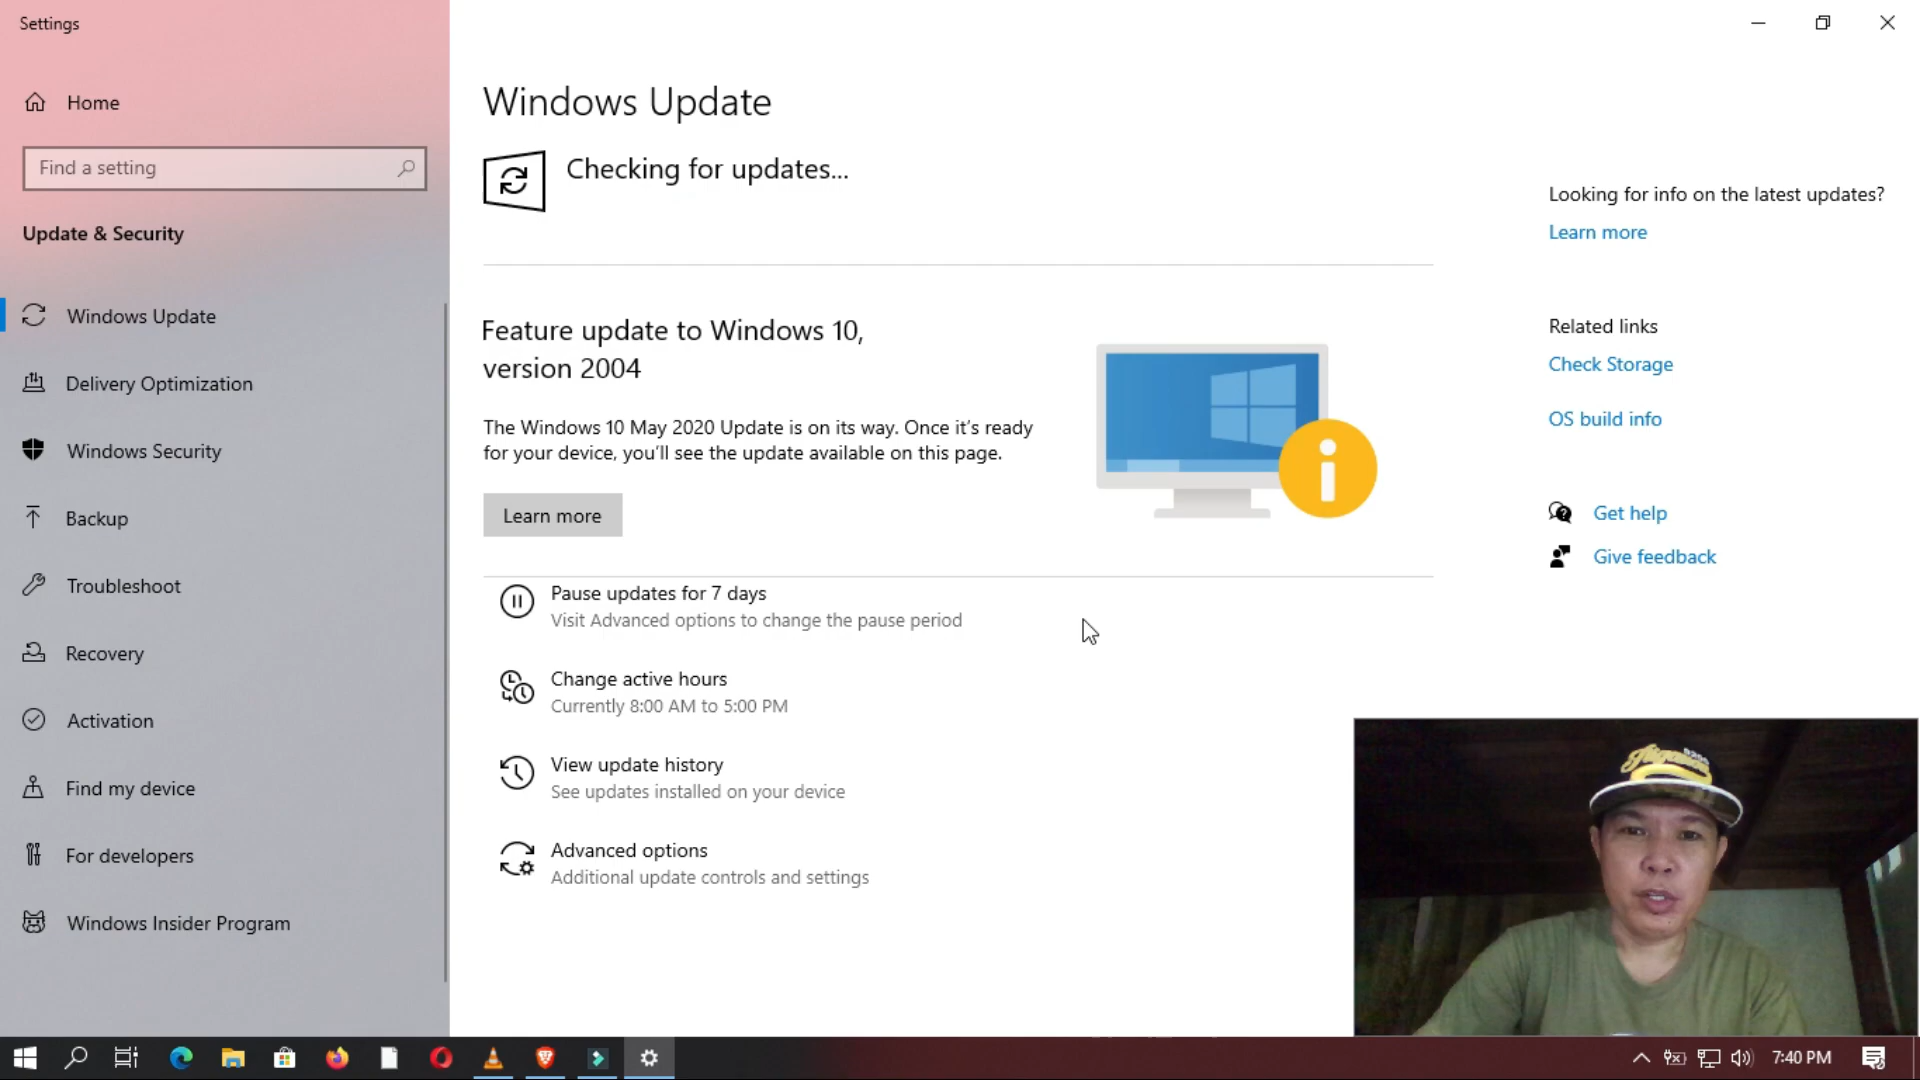 Settings
Home
Find a setting
Update & Security
Windows Update
Delivery Optimization
Windows Security
Backup
Troubleshoot
Recovery
Activation
Find my device
For developers
Windows Insider Program
Windows Update
Checking for updates...
Feature update to Windows 10,
version 2004
The Windows 10 May 2020 Update is on its way. Once it’s ready
for your device, you’ll see the update available on this page.
Learn more
Pause updates for 7 days
Visit Advanced options to change the pause period
Change active hours
Currently 8:00 AM to 5:00 PM
View update history
See updates installed on your device
Advanced options
Additional update controls and settings
Looking for info on the latest updates?
Learn more
Related links
Check Storage
OS build info
Get help
Give feedback
7:40 PM